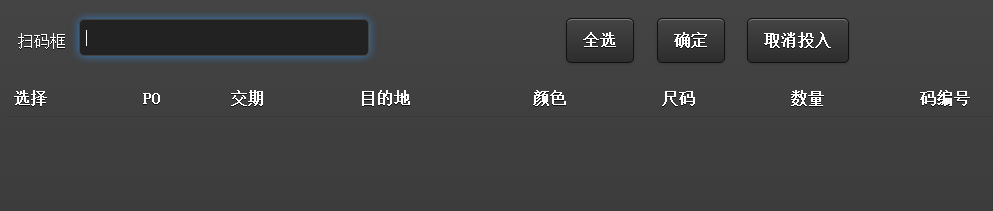 扫码框 全选 确定 取消投入
选择 PO 交期 目的地 颜色 尺码 数量 码编号